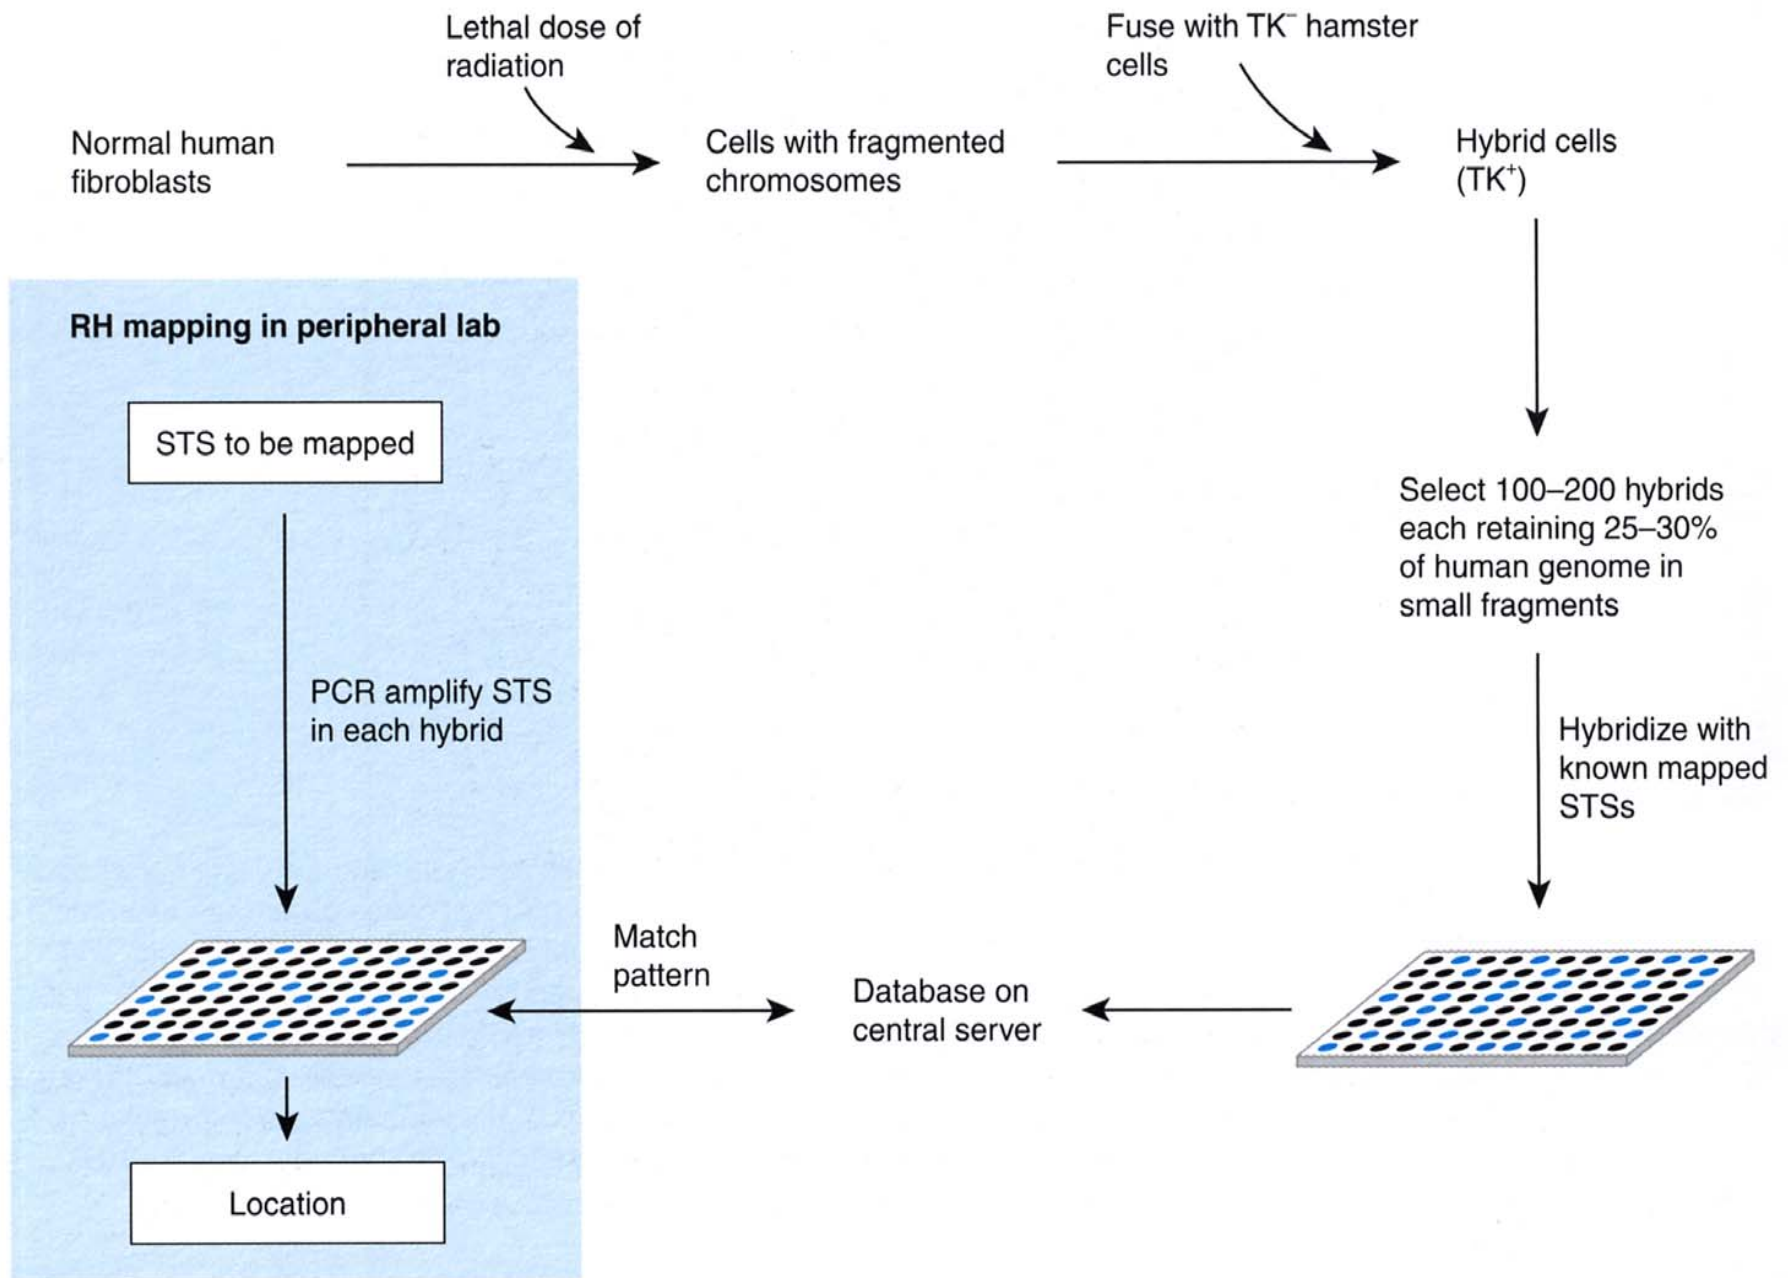 Lethal dose of
radiation
Fuse with TK⁻ hamster
cells
Normal human
fibroblasts
Cells with fragmented
chromosomes
Hybrid cells
(TK⁺)
RH mapping in peripheral lab
STS to be mapped
Select 100–200 hybrids
each retaining 25–30%
of human genome in
small fragments
PCR amplify STS
in each hybrid
Hybridize with
known mapped
STSs
Match
pattern
Database on
central server
Location